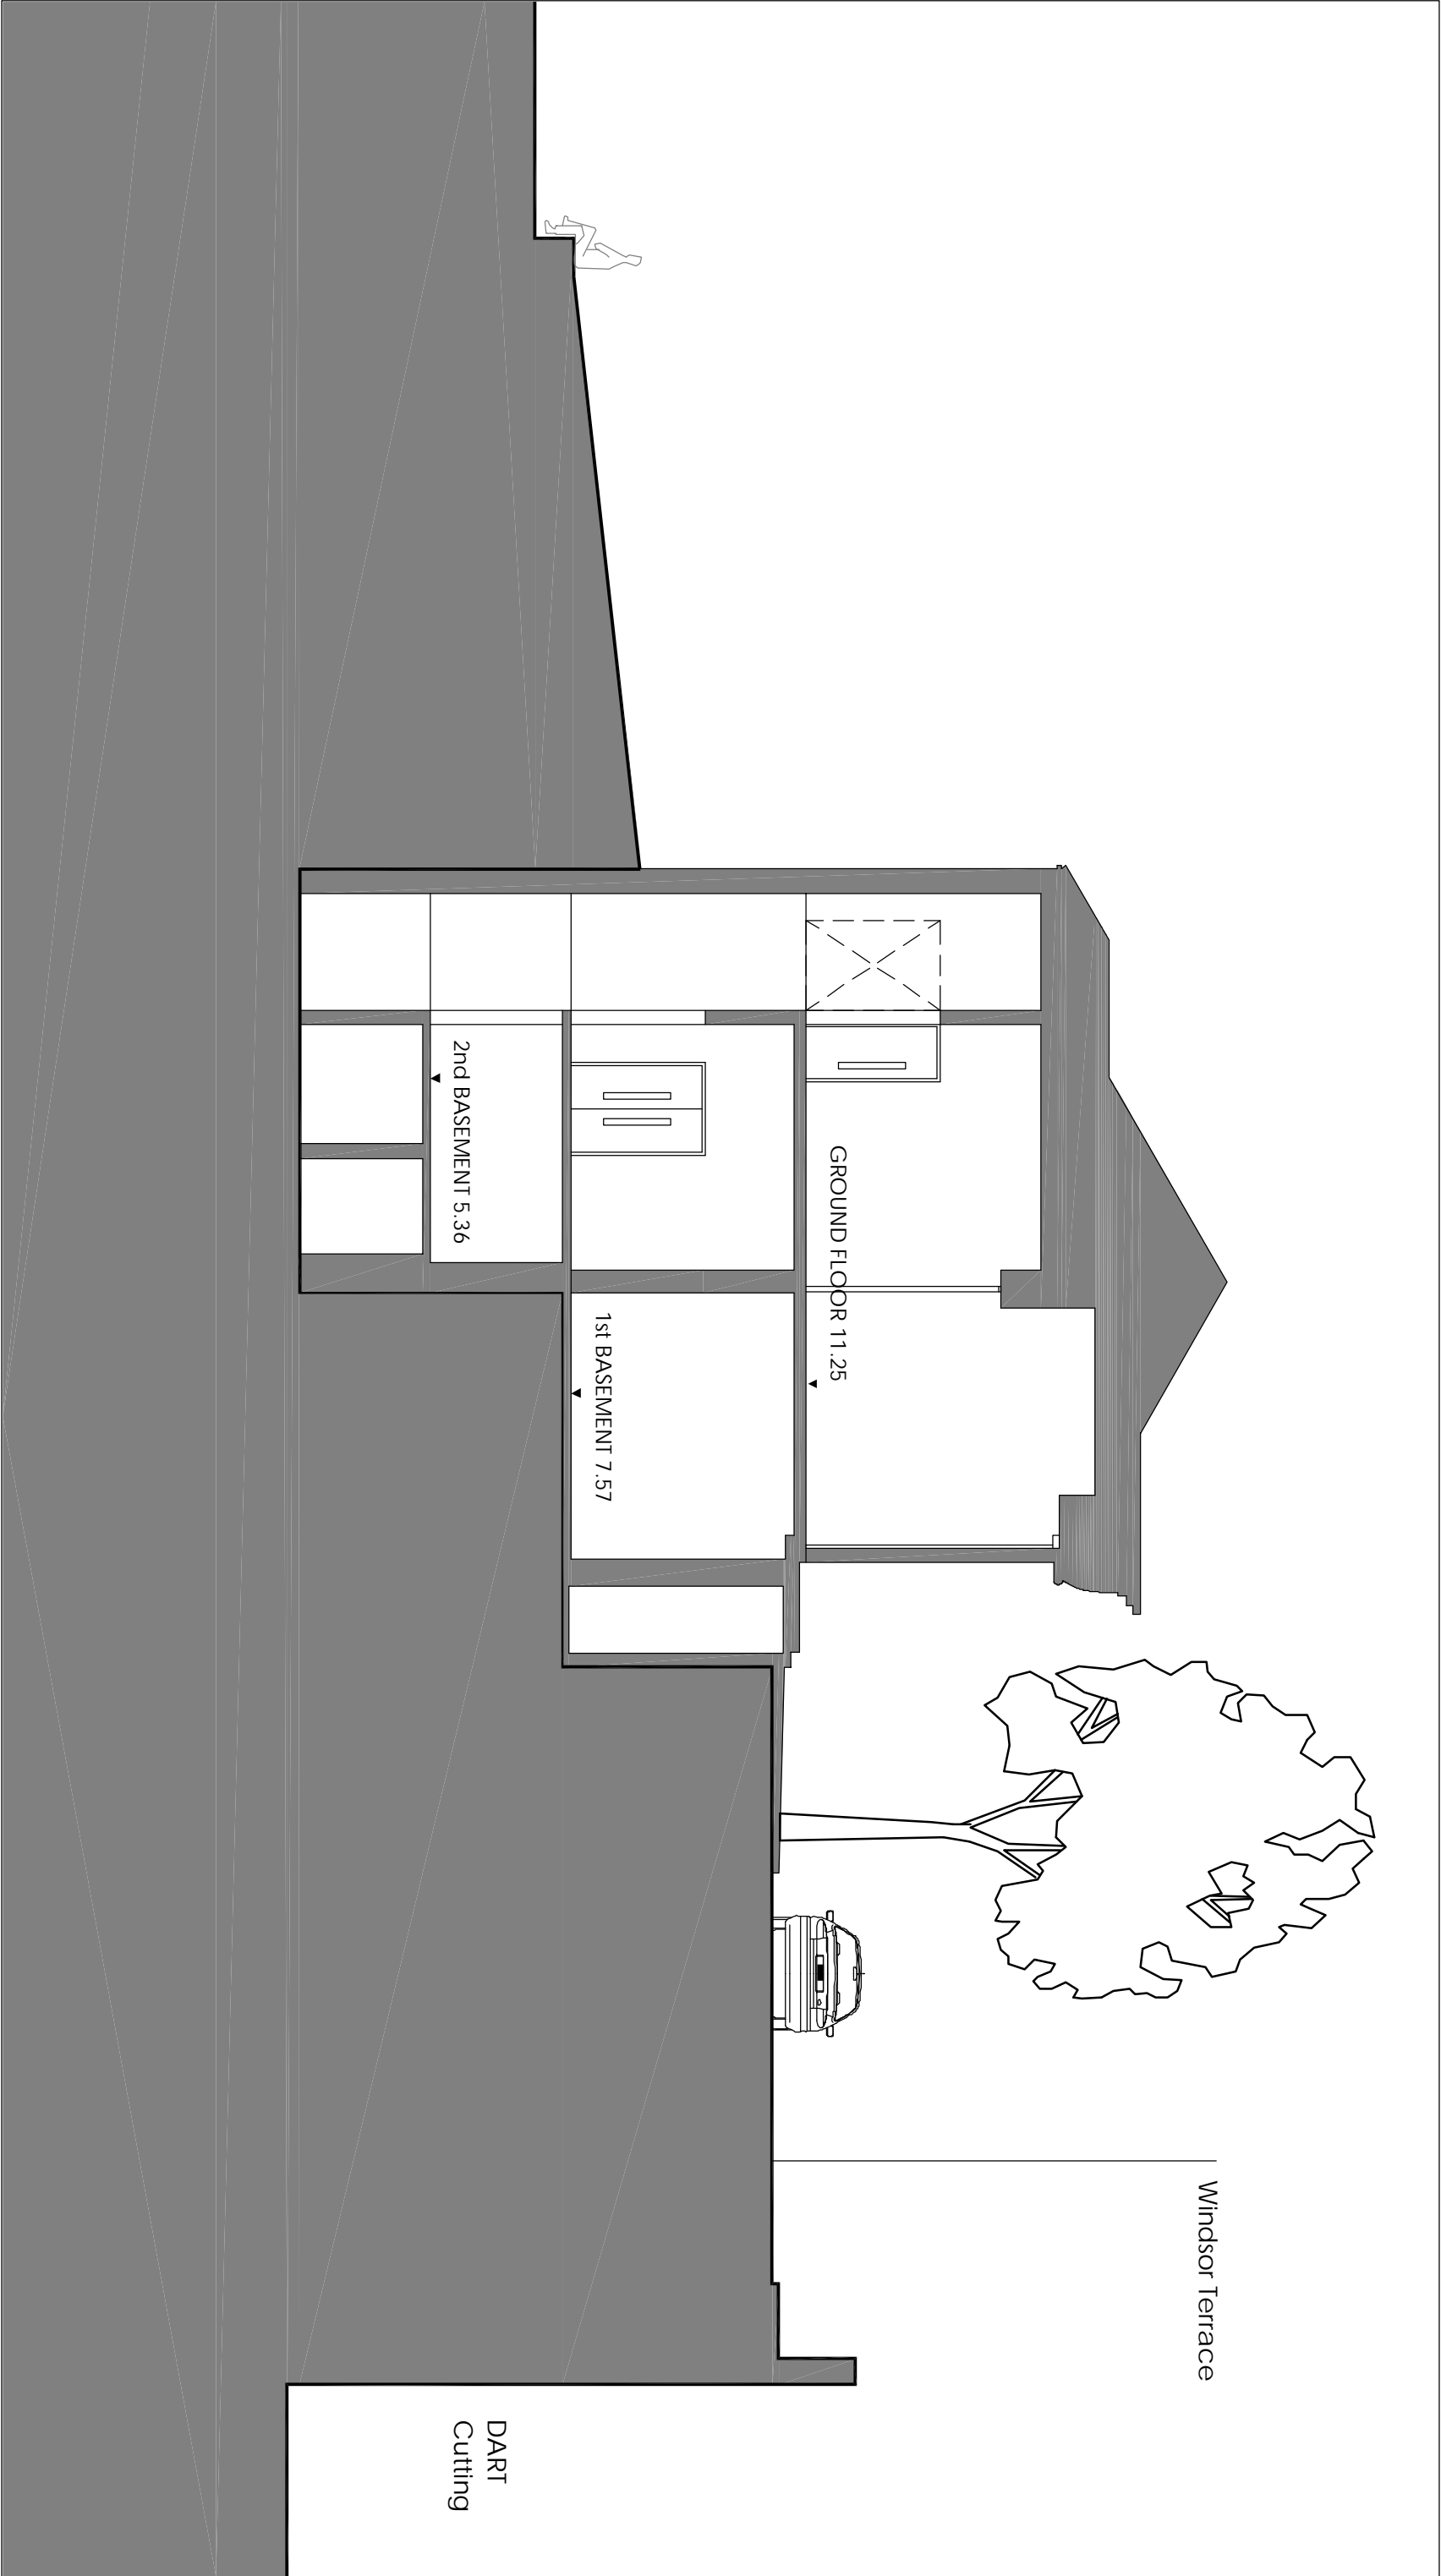 Windsor Terrace
GROUND FLOOR 11.25
1st BASEMENT 7.57
2nd BASEMENT 5.36
DART
Cutting